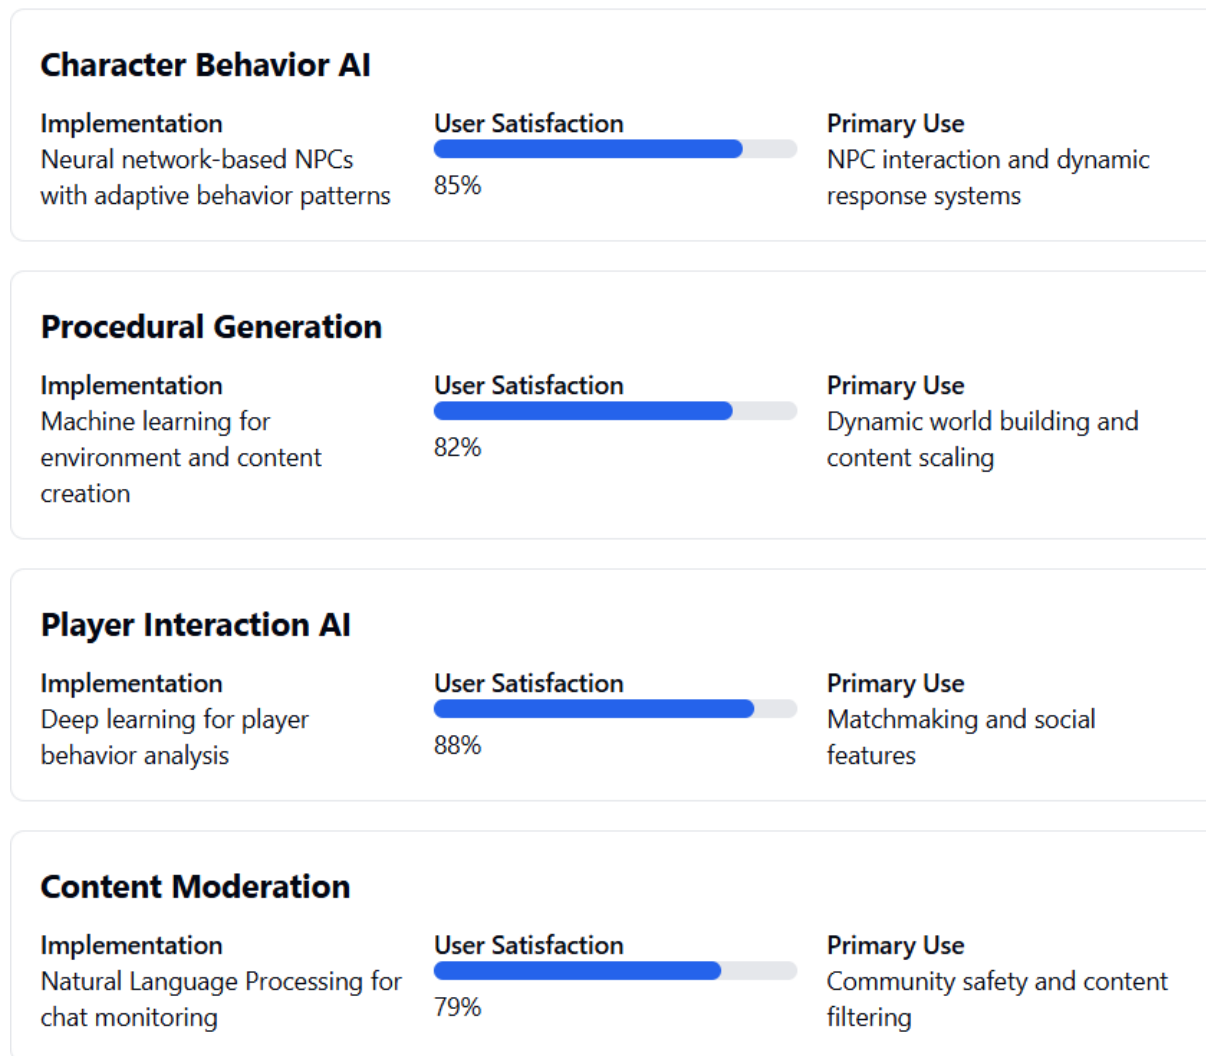 Character Behavior AI
Implementation
Neural network-based NPCs
with adaptive behavior patterns
User Satisfaction
85%
Primary Use
NPC interaction and dynamic
response systems
Procedural Generation
Implementation
Machine learning for
environment and content
creation
User Satisfaction
82%
Primary Use
Dynamic world building and
content scaling
Player Interaction AI
Implementation
Deep learning for player
behavior analysis
User Satisfaction
88%
Primary Use
Matchmaking and social
features
Content Moderation
Implementation
Natural Language Processing for
chat monitoring
User Satisfaction
79%
Primary Use
Community safety and content
filtering